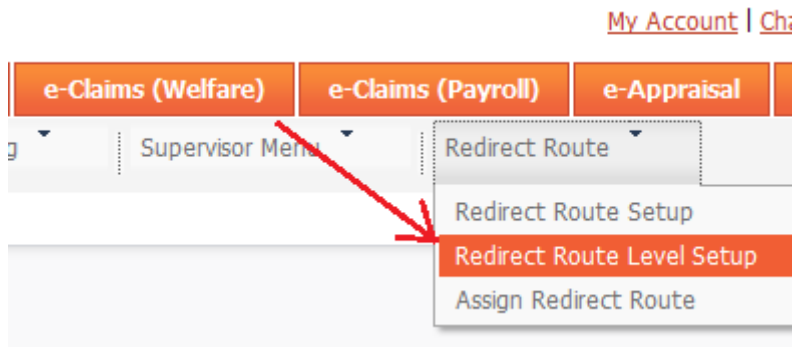 My Account | Cha
e-Claims (Welfare) e-Claims (Payroll) e-Appraisal
g Supervisor Menu Redirect Route
Redirect Route Setup
Redirect Route Level Setup
Assign Redirect Route